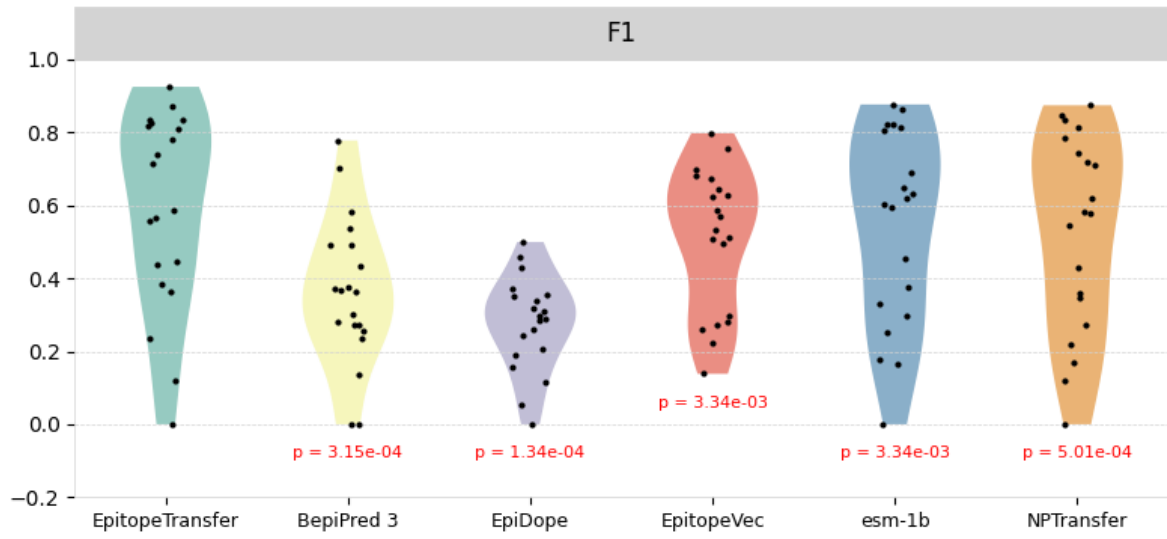 F1
1.0
0.8
0.6
0.4
0.2
0.0
−0.2
p = 3.34e-03
p = 3.15e-04
p = 1.34e-04
p = 3.34e-03
p = 5.01e-04
EpitopeTransfer
BepiPred 3
EpiDope
EpitopeVec
esm-1b
NPTransfer